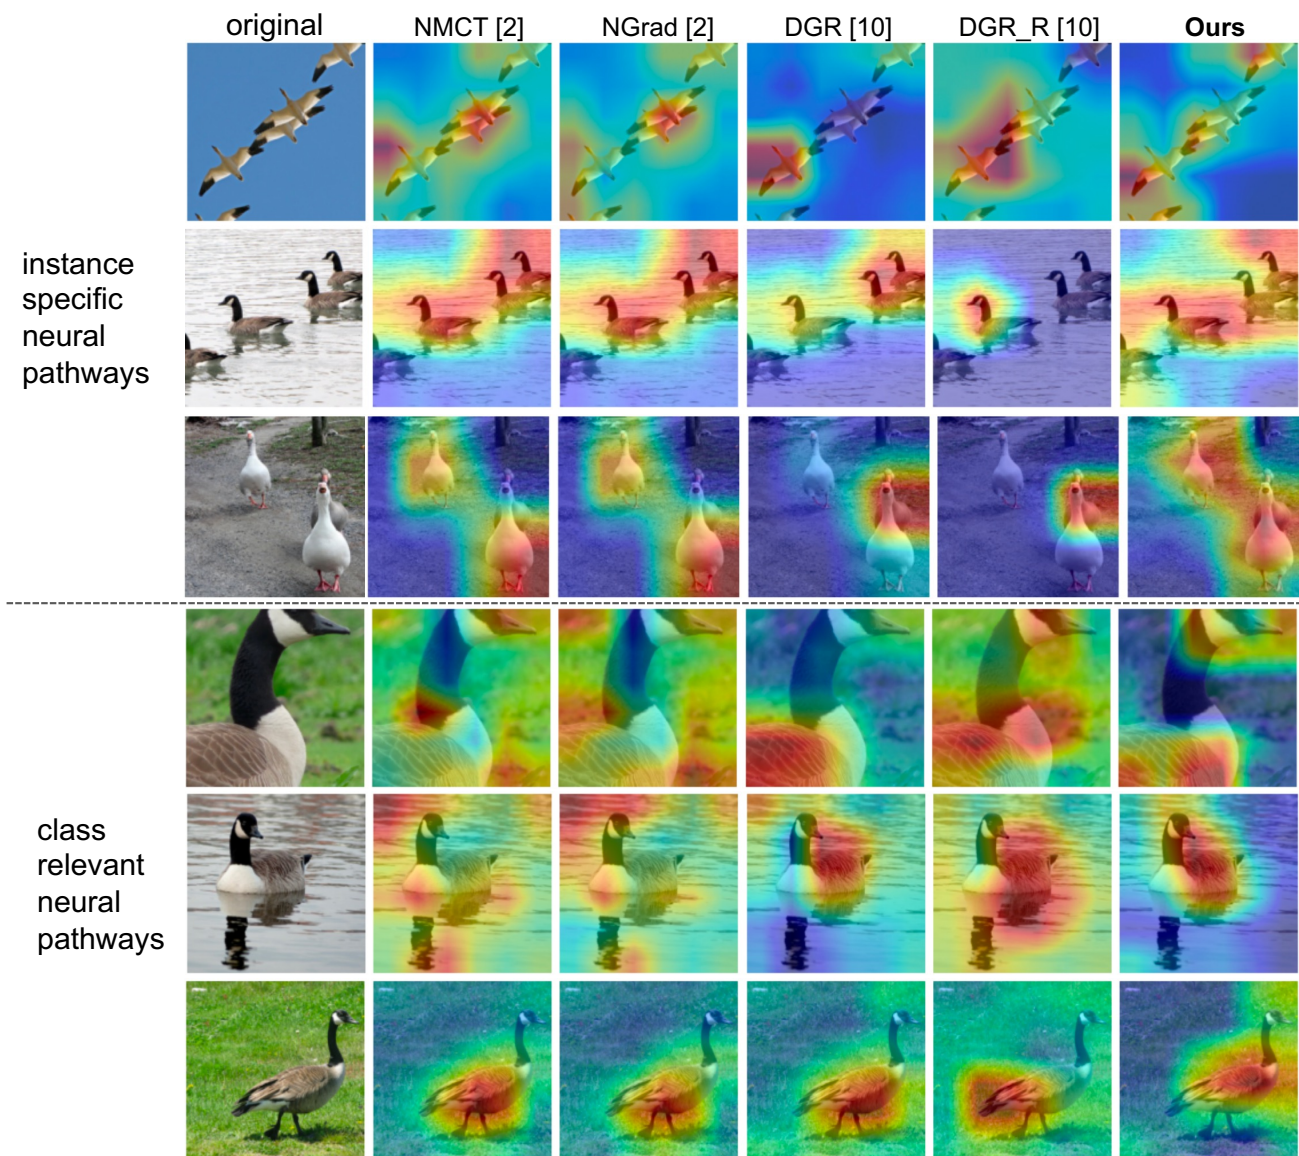 original NMCT [2] NGrad [2] DGR [10] DGR_R [10] Ours
instance
specific
neural
pathways
class
relevant
neural
pathways